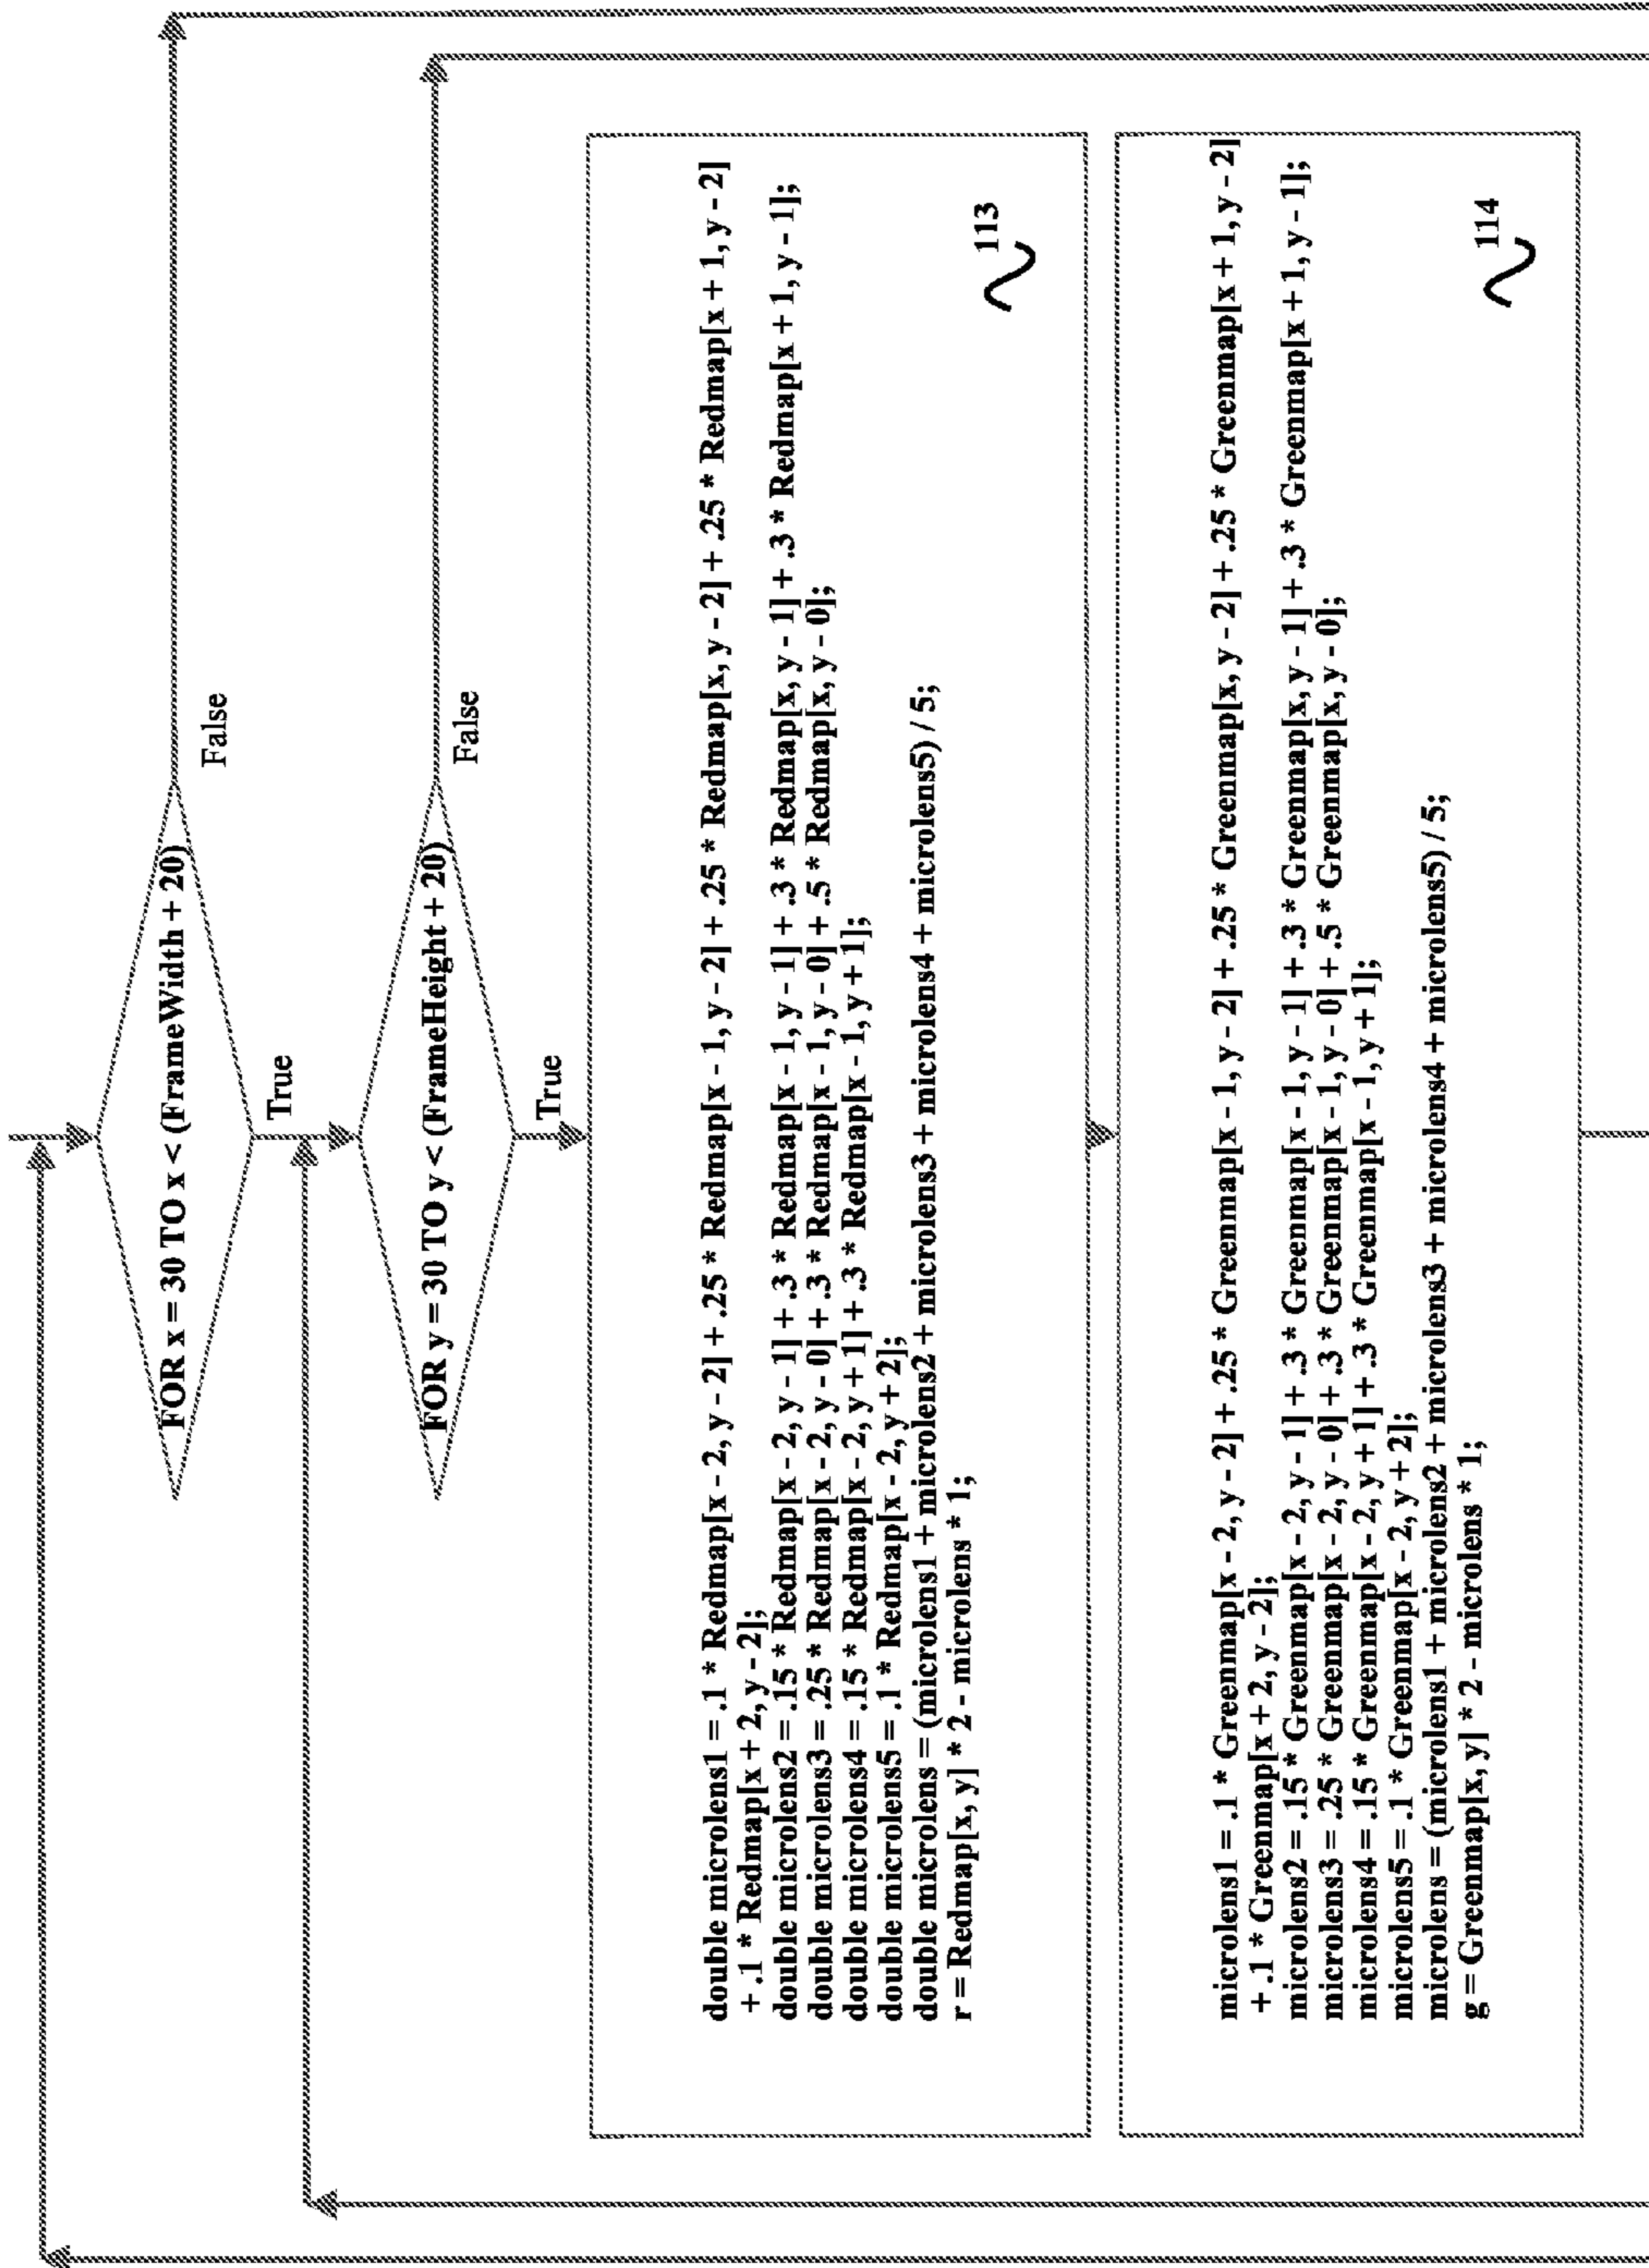 FOR x = 30 TO x < (FrameWidth + 20)
False
True
FOR y = 30 TO y < (FrameHeight + 20)
False
True
double microlens1 = .1 * Redmap[x - 2, y - 2] + .25 * Redmap[x - 1, y - 2] + .25 * Redmap[x, y - 2] + .25 * Redmap[x + 1, y - 2]
+ .1 * Redmap[x + 2, y - 2];
double microlens2 = .15 * Redmap[x - 2, y - 1] + .3 * Redmap[x - 1, y - 1] + .3 * Redmap[x, y - 1] + .3 * Redmap[x + 1, y - 1];
double microlens3 = .25 * Redmap[x - 2, y - 0] + .3 * Redmap[x - 1, y - 0] + .5 * Redmap[x, y - 0];
double microlens4 = .15 * Redmap[x - 2, y + 1] + .3 * Redmap[x - 1, y + 1];
double microlens5 = .1 * Redmap[x - 2, y + 2];
double microlens = (microlens1 + microlens2 + microlens3 + microlens4 + microlens5) / 5;
r = Redmap[x, y] * 2 - microlens * 1;
113
microlens1 = .1 * Greenmap[x - 2, y - 2] + .25 * Greenmap[x - 1, y - 2] + .25 * Greenmap[x, y - 2] + .25 * Greenmap[x + 1, y - 2]
+ .1 * Greenmap[x + 2, y - 2];
microlens2 = .15 * Greenmap[x - 2, y - 1] + .3 * Greenmap[x - 1, y - 1] + .3 * Greenmap[x, y - 1] + .3 * Greenmap[x + 1, y - 1];
microlens3 = .25 * Greenmap[x - 2, y - 0] + .3 * Greenmap[x - 1, y - 0] + .5 * Greenmap[x, y - 0];
microlens4 = .15 * Greenmap[x - 2, y + 1] + .3 * Greenmap[x - 1, y + 1];
microlens5 = .1 * Greenmap[x - 2, y + 2];
microlens = (microlens1 + microlens2 + microlens3 + microlens4 + microlens5) / 5;
g = Greenmap[x, y] * 2 - microlens * 1;
114